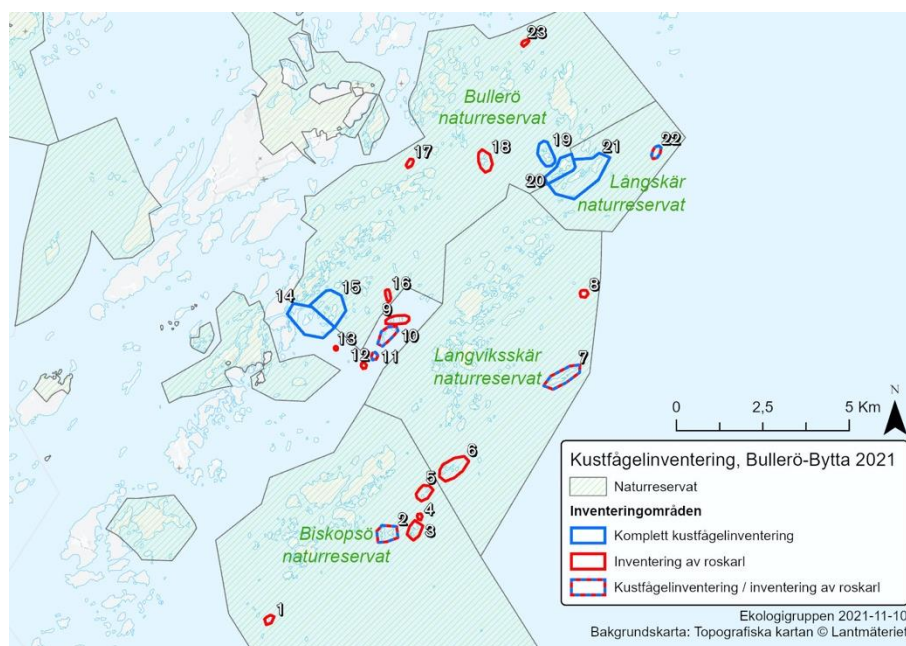 23
Bullerö
naturreservat
17
18
19
21
22
20
Långskär
naturreservat
14
15
16
8
9
10
13
12
11
Långviksskär
naturreservat
7
6
5
4
Biskopsö
naturreservat
2
3
1
N
0 2,5 5 Km
Kustfågelinventering, Bullerö-Bytta 2021
Naturreservat
Inventeringområden
Komplett kustfågelinventering
Inventering av roskarl
Kustfågelinventering / inventering av roskarl
Ekologigruppen 2021-11-10
Bakgrundskarta: Topografiska kartan © Lantmäteriet